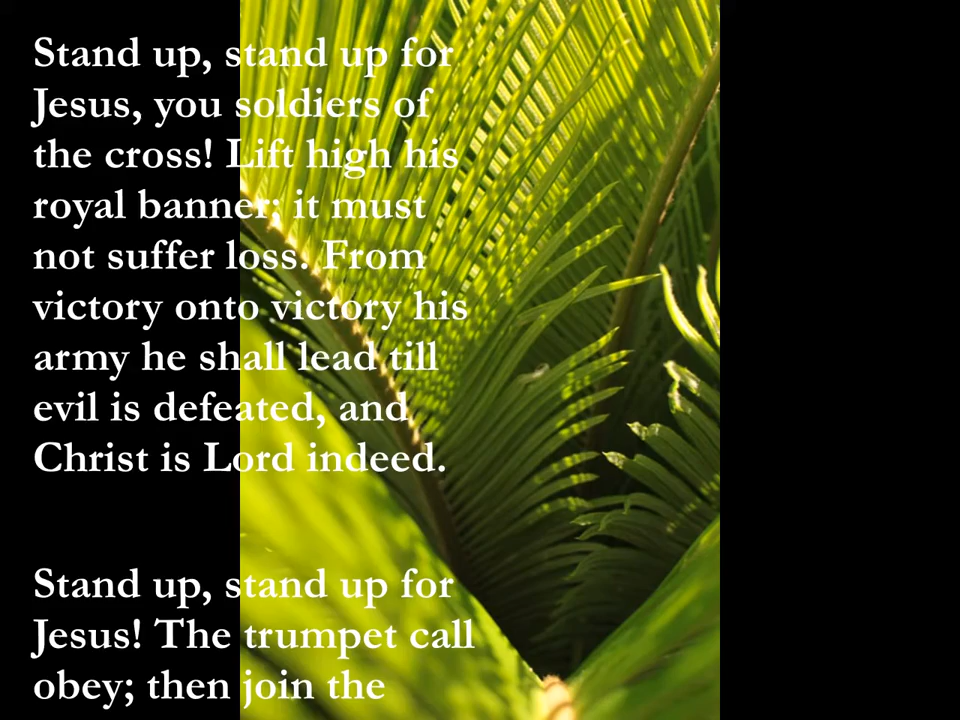 Stand up, stand up for
Jesus, you soldiers of
the cross! Lift high his
royal banner; it must
not suffer loss. From
victory onto victory his
army he shall lead till
evil is defeated, and
Christ is Lord indeed.
Stand up, stand up for
Jesus! The trumpet call
obey; then join the